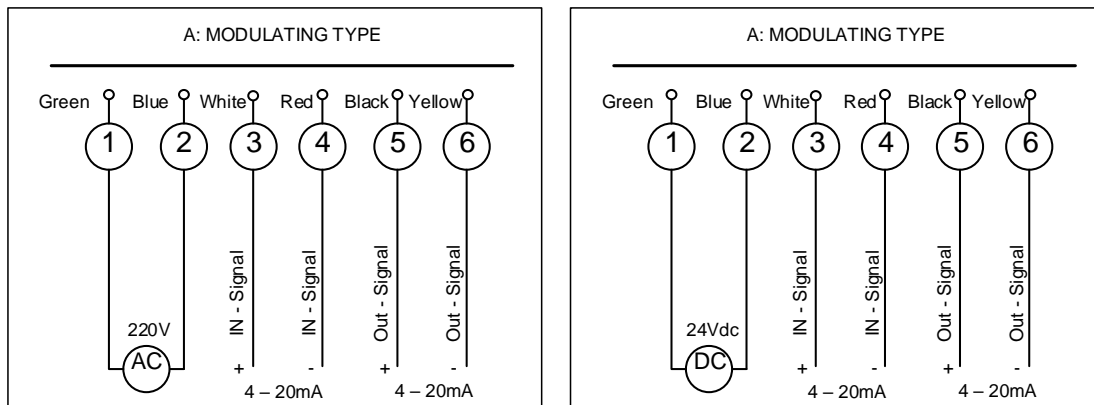 A: MODULATING TYPE
Green Blue White Red Black Yellow
1 2 3 4 5 6
IN - Signal
IN - Signal
Out - Signal
Out - Signal
220V
AC
+ - + -
4 – 20mA 4 – 20mA
A: MODULATING TYPE
Green Blue White Red Black Yellow
1 2 3 4 5 6
IN - Signal
IN - Signal
Out - Signal
Out - Signal
24Vdc
DC
+ - + -
4 – 20mA 4 – 20mA